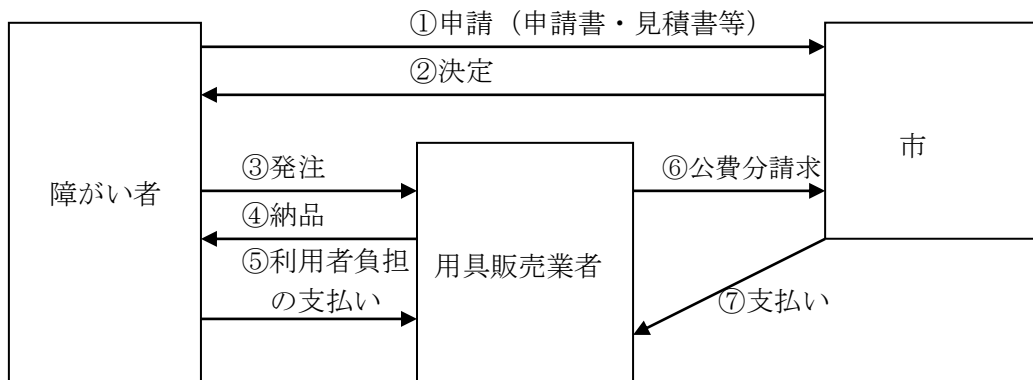 ①申請（申請書・見積書等）
②決定
市
③発注
⑥公費分請求
障がい者
④納品
⑤利用者負担
の支払い
用具販売業者
⑦支払い